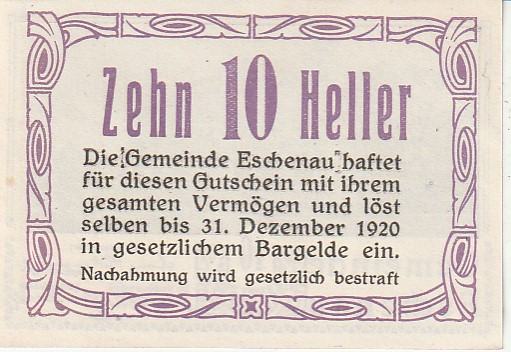 Zehn 10 Heller
Die Gemeinde Eschenau haftet
für diesen Gutschein mit ihrem
gesamten Vermögen und löst
selben bis 31. Dezember 1920
in gesetzlichem Bargelde ein.
Nachahmung wird gesetzlich bestraft